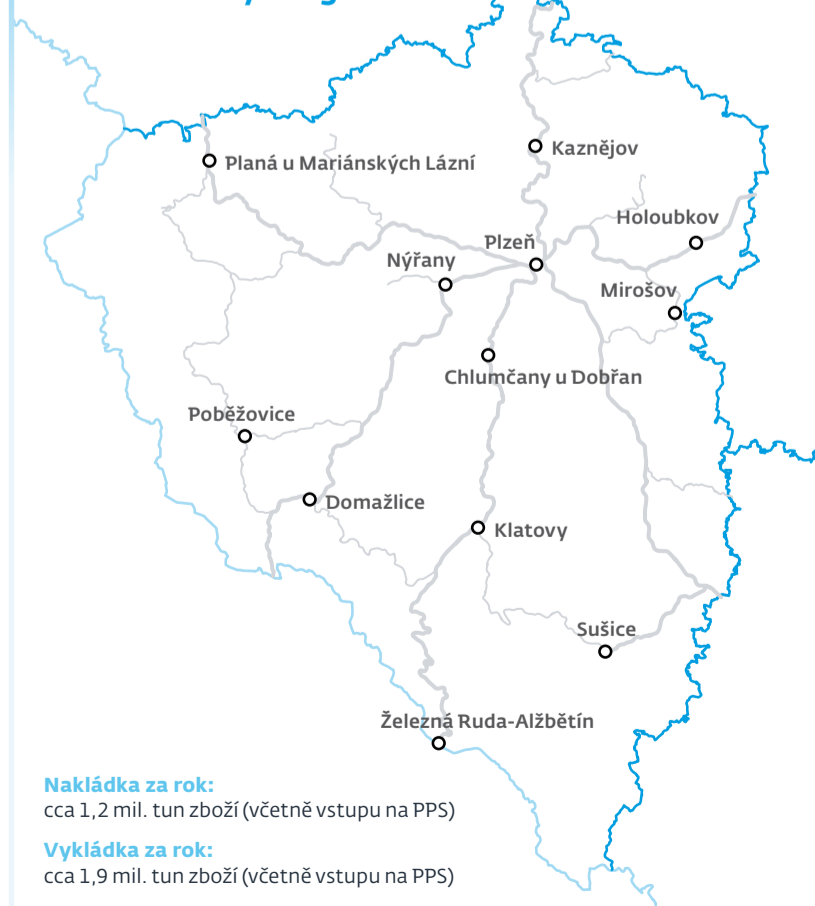 Kaznějov
Planá u Mariánských Lázní
Holoubkov
Plzeň
Nýřany
Mirošov
Chlumčany u Dobřan
Poběžovice
Domažlice
Klatovy
Sušice
Železná Ruda-Alžbětín
Nakládka za rok:
cca 1,2 mil. tun zboží (včetně vstupu na PPS)
Vykládka za rok:
cca 1,9 mil. tun zboží (včetně vstupu na PPS)